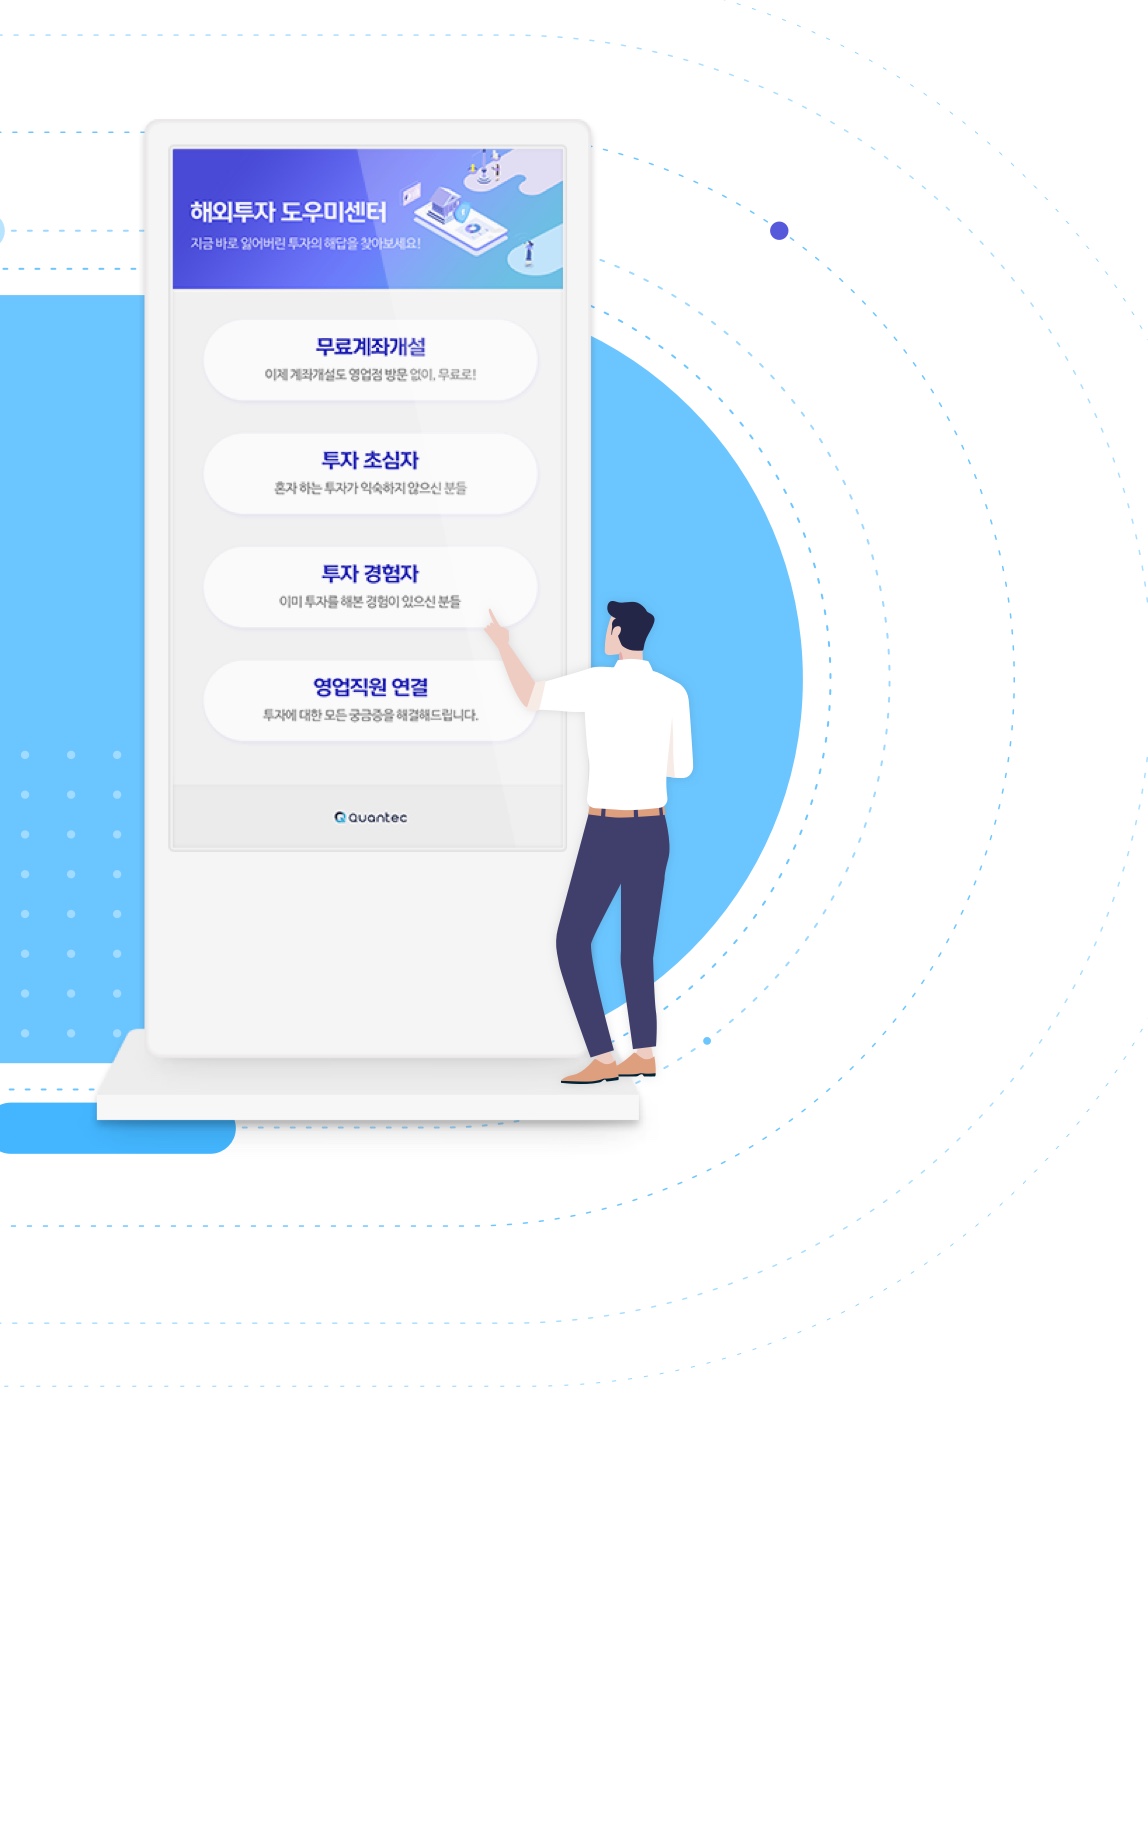 해외투자 도우미센터
지금 바로 잃어버린 투자의 해답을 찾아보세요!
무료계좌개설
이제 계좌개설도 영업점 방문 없이, 무료로!
투자 초심자
혼자 하는 투자가 익숙하지 않으신 분들
투자 경험자
이미 투자를 해본 경험이 있으신 분들
영업직원 연결
투자에 대한 모든 궁금증을 해결해드립니다.
Quantec